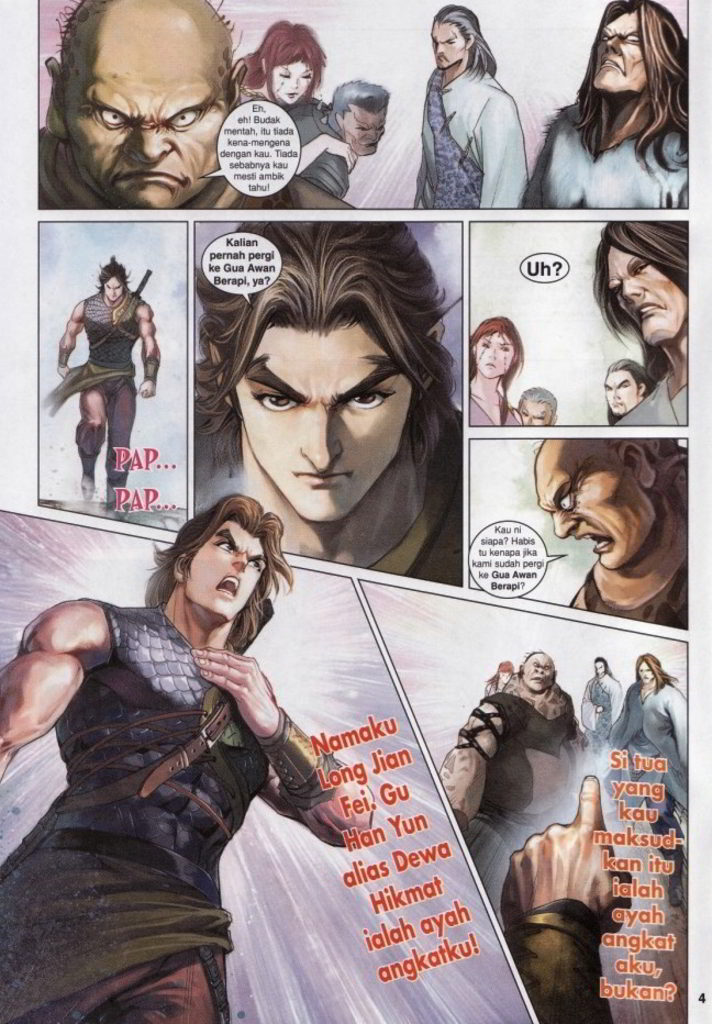 Eh,
eh! Budak
mentah, itu tiada
kena-mengena
dengan kau. Tiada
sebabnya kau
mesti ambik
tahu!
PAP...
PAP...
Kalian
pernah pergi
ke Gua Awan
Berapi, ya?
Uh?
Kau ni
siapa? Habis
tu kenapa jika
kami sudah pergi
ke Gua Awan
Berapi?
Namaku
Long Jian
Fei. Gu
Han Yun
alias Dewa
Hikmat
ialah ayah
angkatku!
Si tua
yang
kau
maksud-
kan itu
ialah
ayah
angkat
aku,
bukan?
4